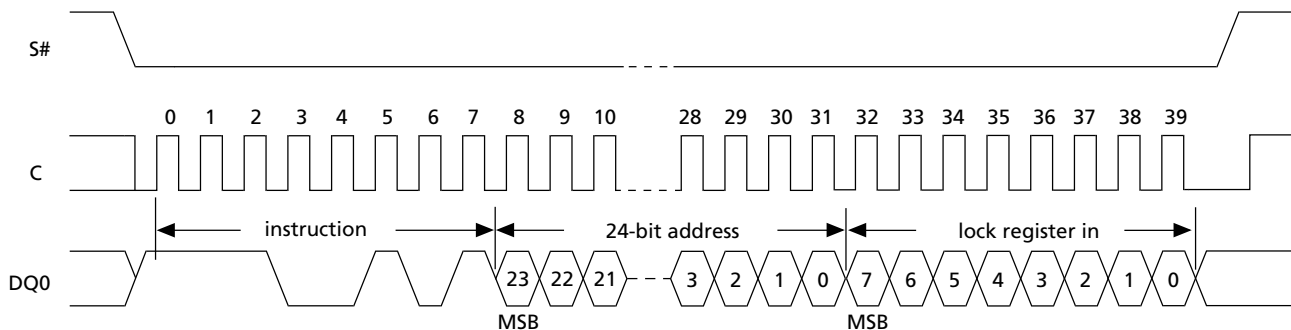 S#
0 1 2 3 4 5 6 7 8 9 10 28 29 30 31 32 33 34 35 36 37 38 39
C
instruction 24-bit address lock register in
DQ0 23 22 21 3 2 1 0 7 6 5 4 3 2 1 0
MSB MSB